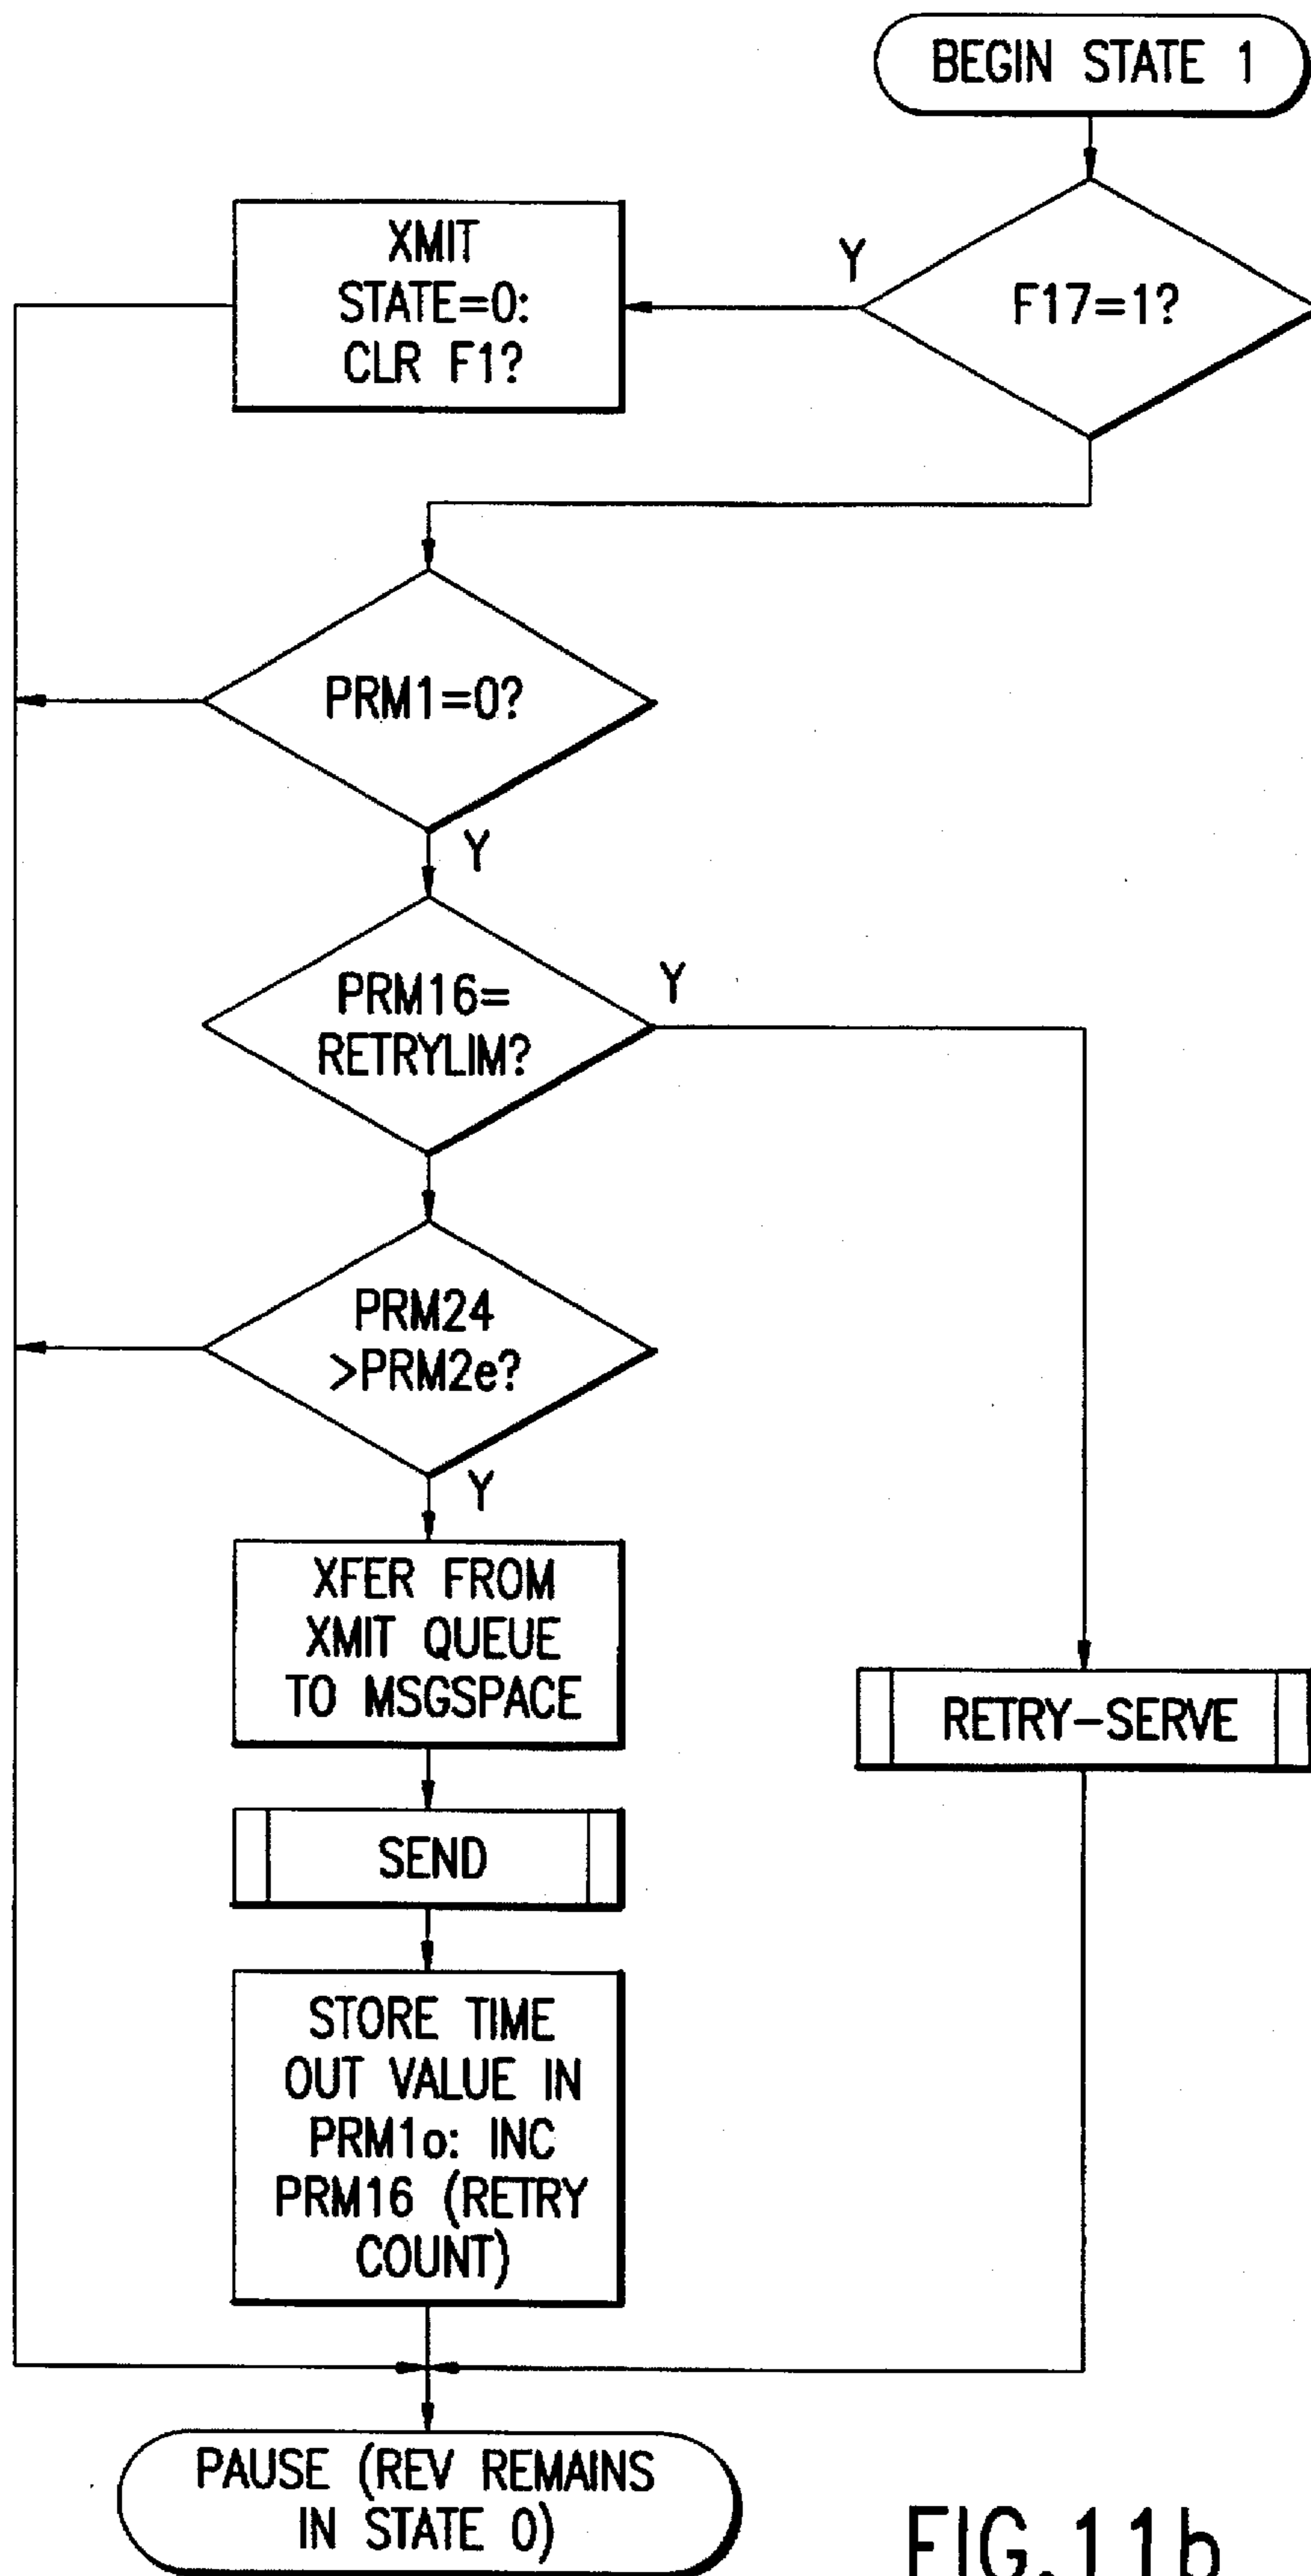 BEGIN STATE 1
F17=1?
Y
XMIT
STATE=0:
CLR F1?
PRM1=0?
Y
PRM16=
RETRYLIM?
Y
PRM24
>PRM2e?
Y
XFER FROM
XMIT QUEUE
TO MSGSPACE
RETRY-SERVE
SEND
STORE TIME
OUT VALUE IN
PRM1o: INC
PRM16 (RETRY
COUNT)
PAUSE (REV REMAINS
IN STATE 0)
FIG.11b